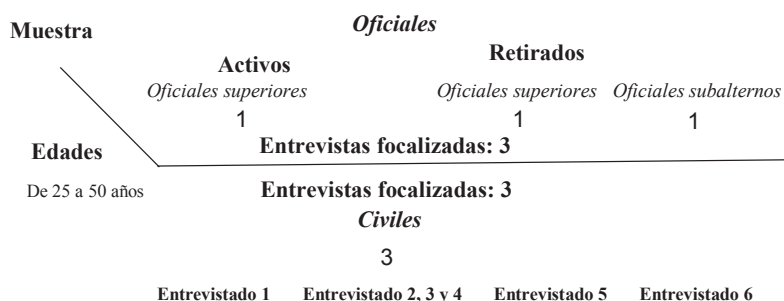 Muestra
Oficiales
Activos
Retirados
Oficiales superiores
Oficiales superiores
Oficiales subalternos
1
1
1
Edades
Entrevistas focalizadas: 3
De 25 a 50 años
Entrevistas focalizadas: 3
Civiles
3
Entrevistado 1 Entrevistado 2, 3 y 4 Entrevistado 5 Entrevistado 6